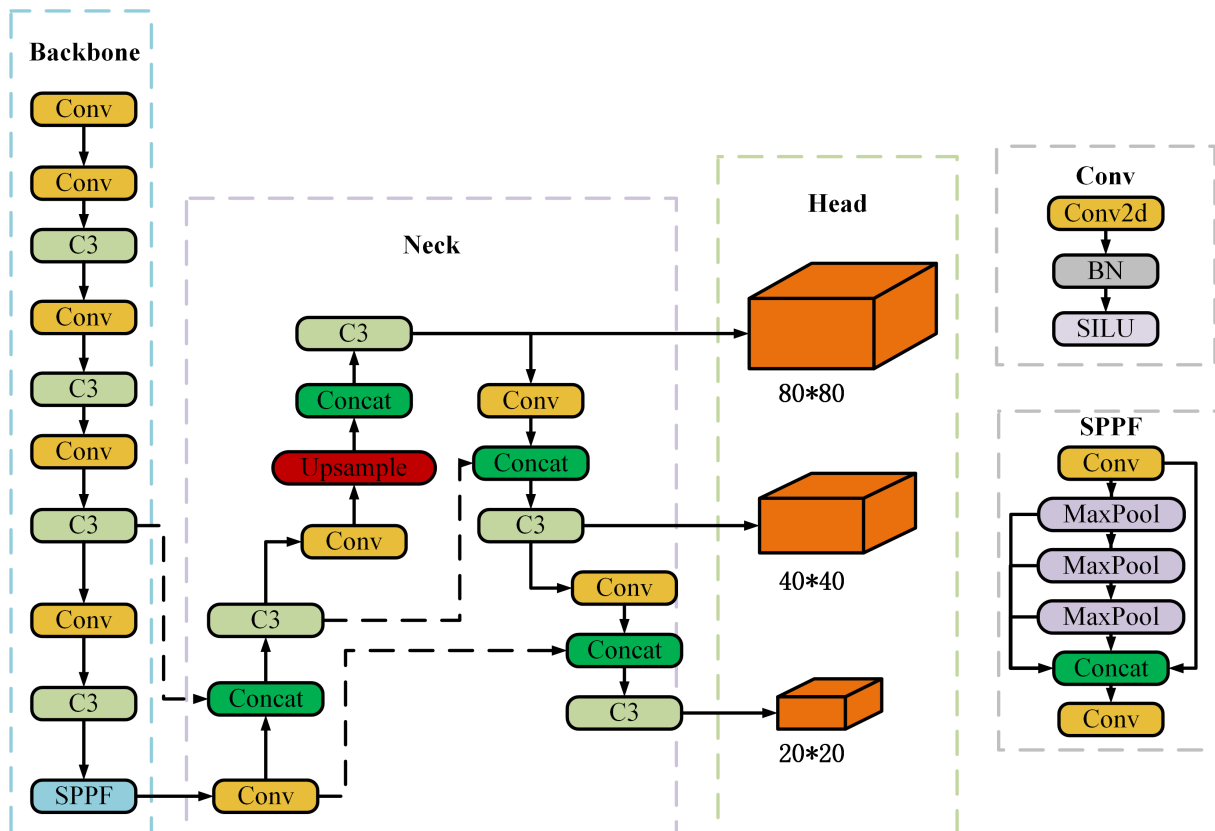 Backbone
Conv
Conv
C3
Conv
C3
Conv
C3
Conv
C3
SPPF
Neck
C3
Concat
Upsample
Conv
C3
Concat
Conv
Conv
Concat
C3
Conv
Concat
C3
Head
80*80
40*40
20*20
Conv
Conv2d
BN
SILU
SPPF
Conv
MaxPool
MaxPool
MaxPool
Concat
Conv